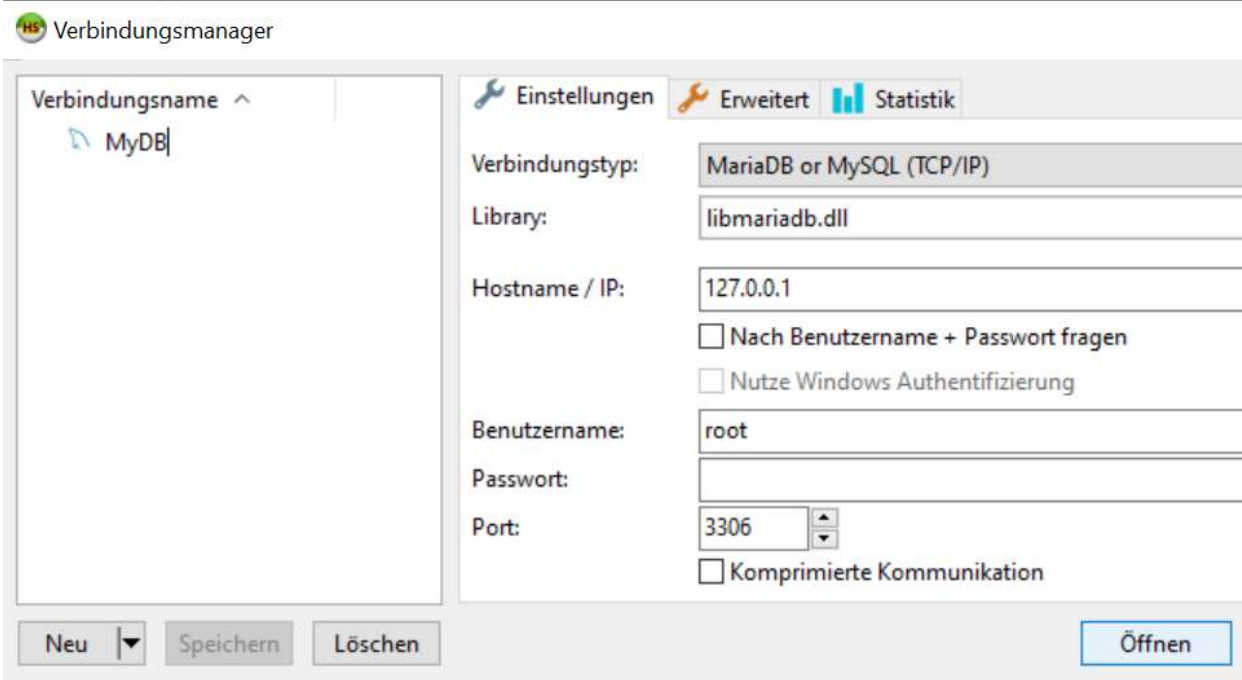 HS Verbindungsmanager
Verbindungsname
MyDB
Einstellungen Erweitert Statistik
Verbindungstyp: MariaDB or MySQL (TCP/IP)
Library: libmariadb.dll
Hostname / IP: 127.0.0.1
Nach Benutzername + Passwort fragen
Nutze Windows Authentifizierung
Benutzername: root
Passwort:
Port: 3306
Komprimierte Kommunikation
Neu Speichern Löschen Öffnen